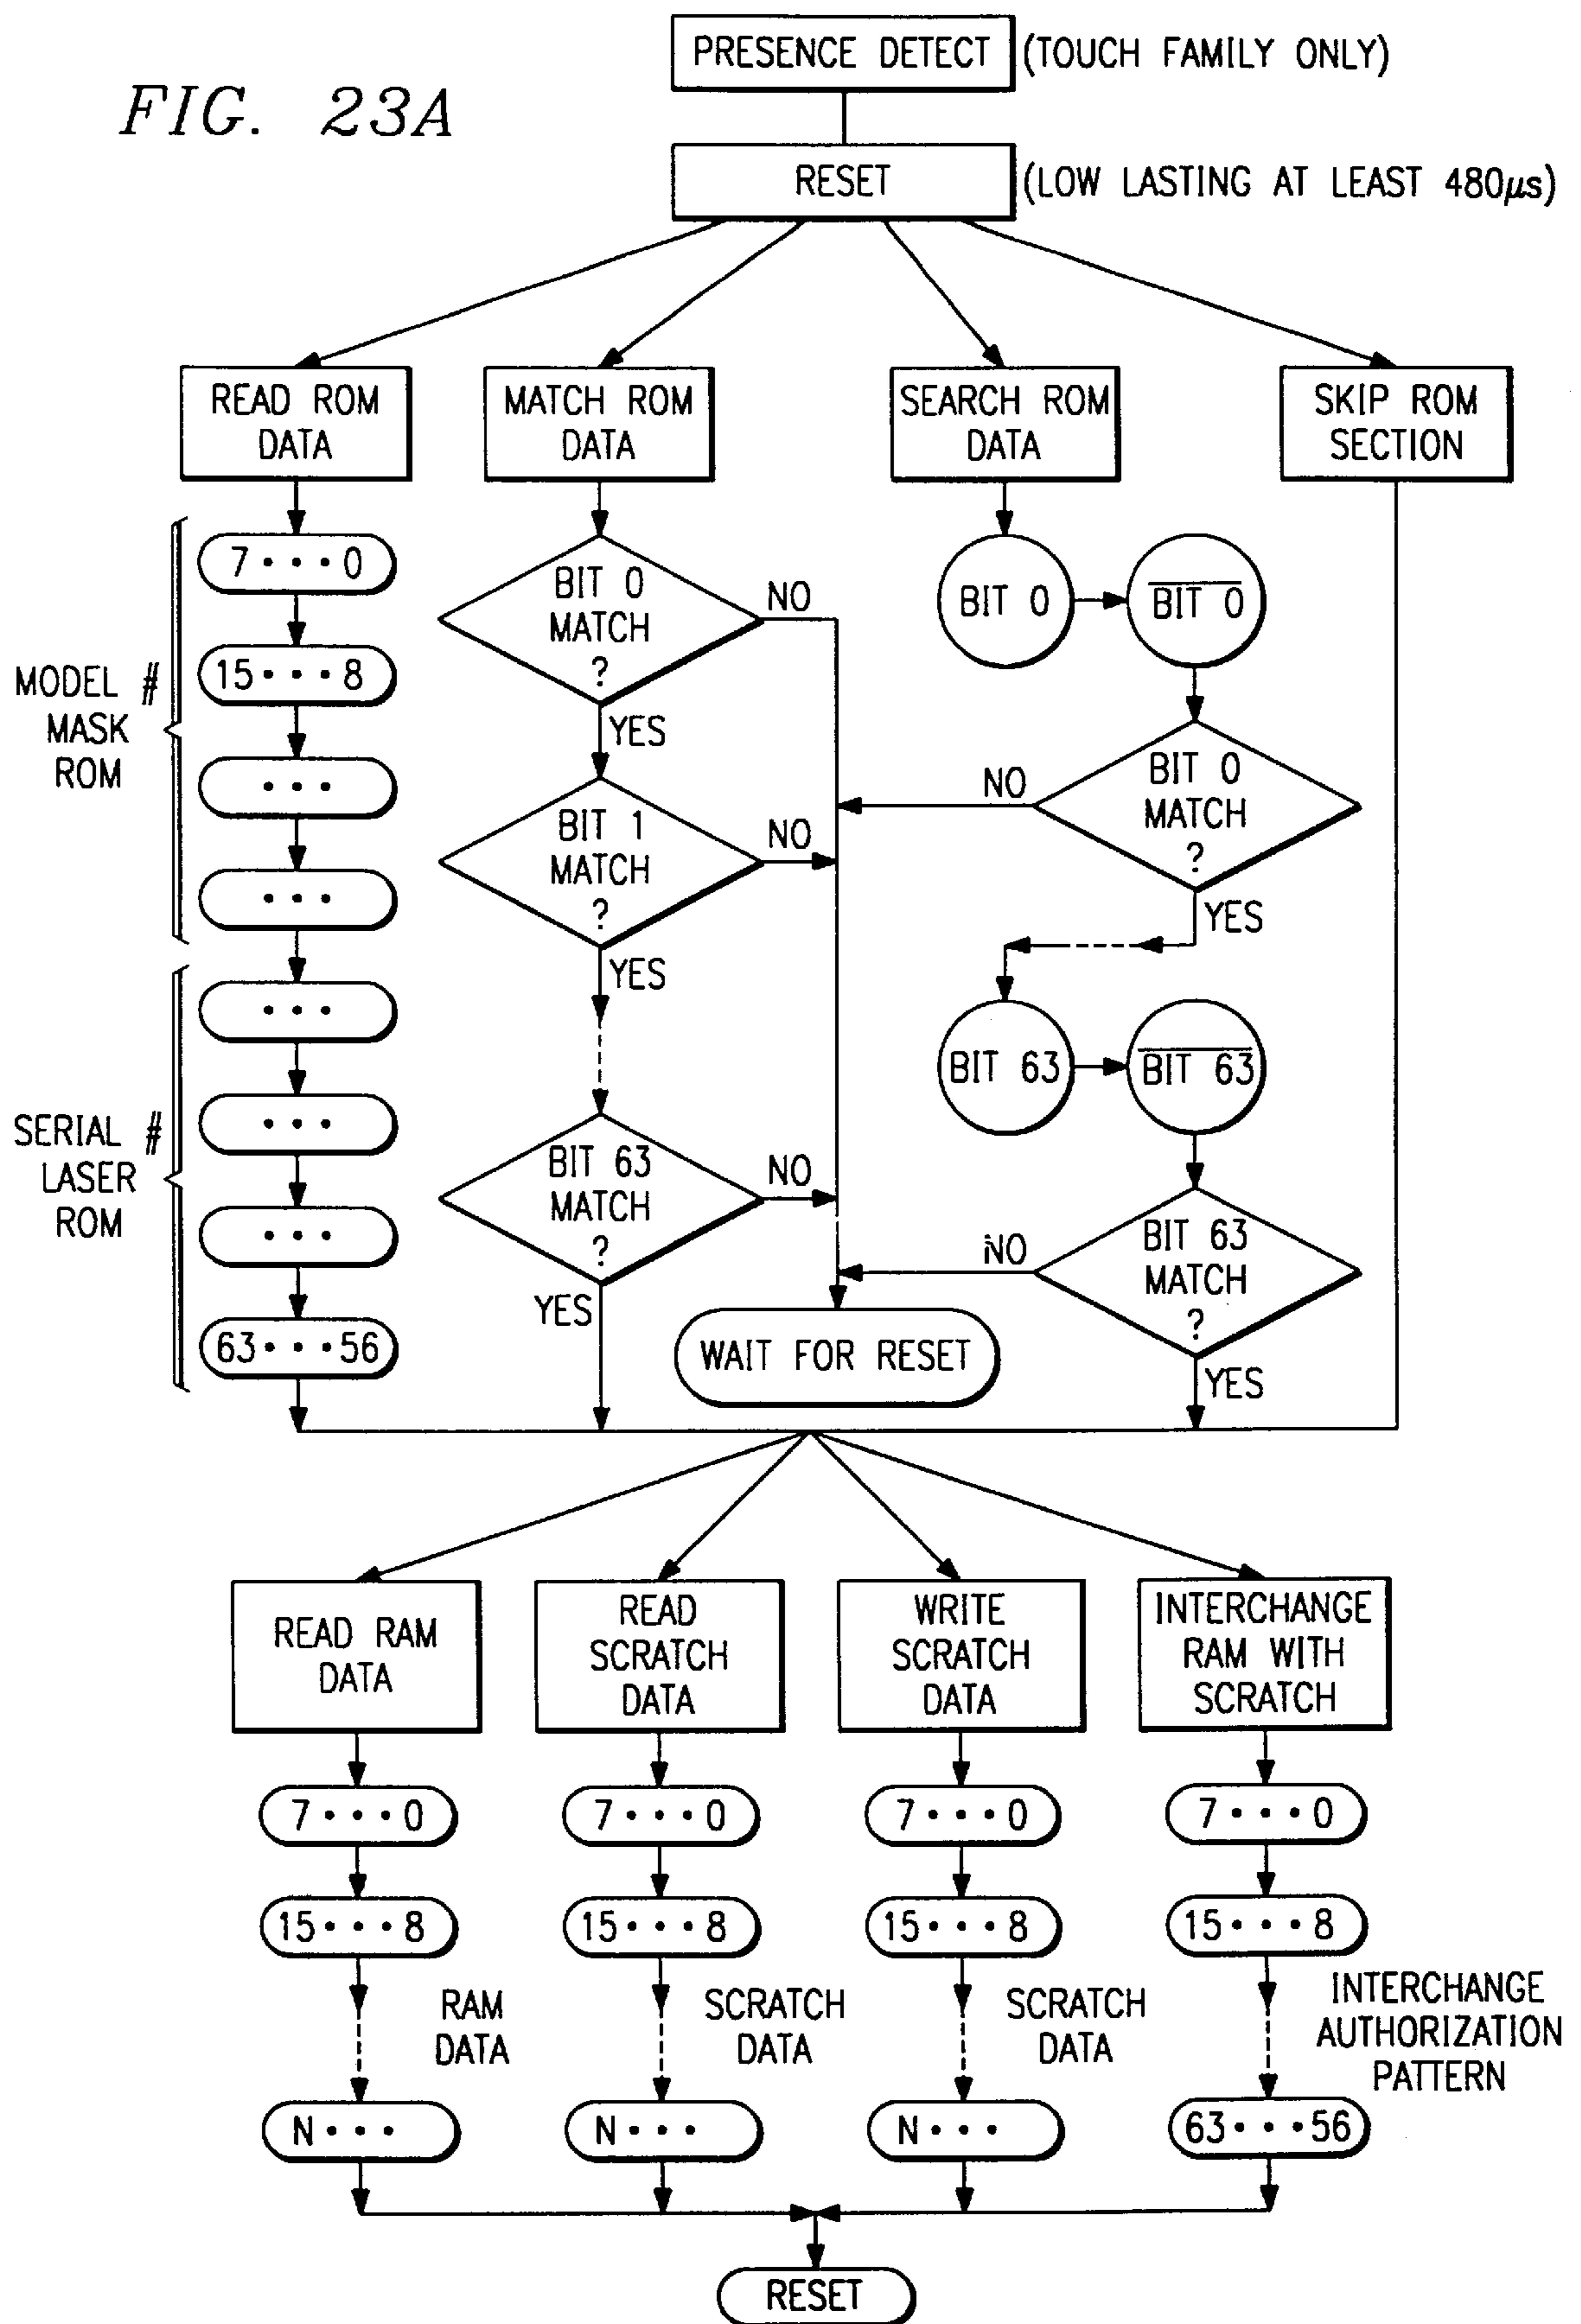 PRESENCE DETECT (TOUCH FAMILY ONLY)
FIG. 23A
RESET (LOW LASTING AT LEAST 480µs)
READ ROM
DATA
MATCH ROM
DATA
SEARCH ROM
DATA
SKIP ROM
SECTION
MODEL #
MASK
ROM
SERIAL #
LASER
ROM
7 • • • 0
15 • • • 8
• • •
• • •
• • •
• • •
• • •
63 • • • 56
BIT 0
MATCH
?
NO
YES
BIT 1
MATCH
?
NO
YES
BIT 63
MATCH
?
NO
YES
BIT 0
B̅I̅T̅ ̅0̅
BIT 0
MATCH
?
NO
YES
BIT 63
B̅I̅T̅ ̅6̅3̅
BIT 63
MATCH
?
NO
YES
WAIT FOR RESET
READ RAM
DATA
7 • • • 0
15 • • • 8
RAM
DATA
N • • •
READ
SCRATCH
DATA
7 • • • 0
15 • • • 8
SCRATCH
DATA
N • • •
WRITE
SCRATCH
DATA
7 • • • 0
15 • • • 8
SCRATCH
DATA
N • • •
INTERCHANGE
RAM WITH
SCRATCH
7 • • • 0
15 • • • 8
INTERCHANGE
AUTHORIZATION
PATTERN
63 • • • 56
RESET